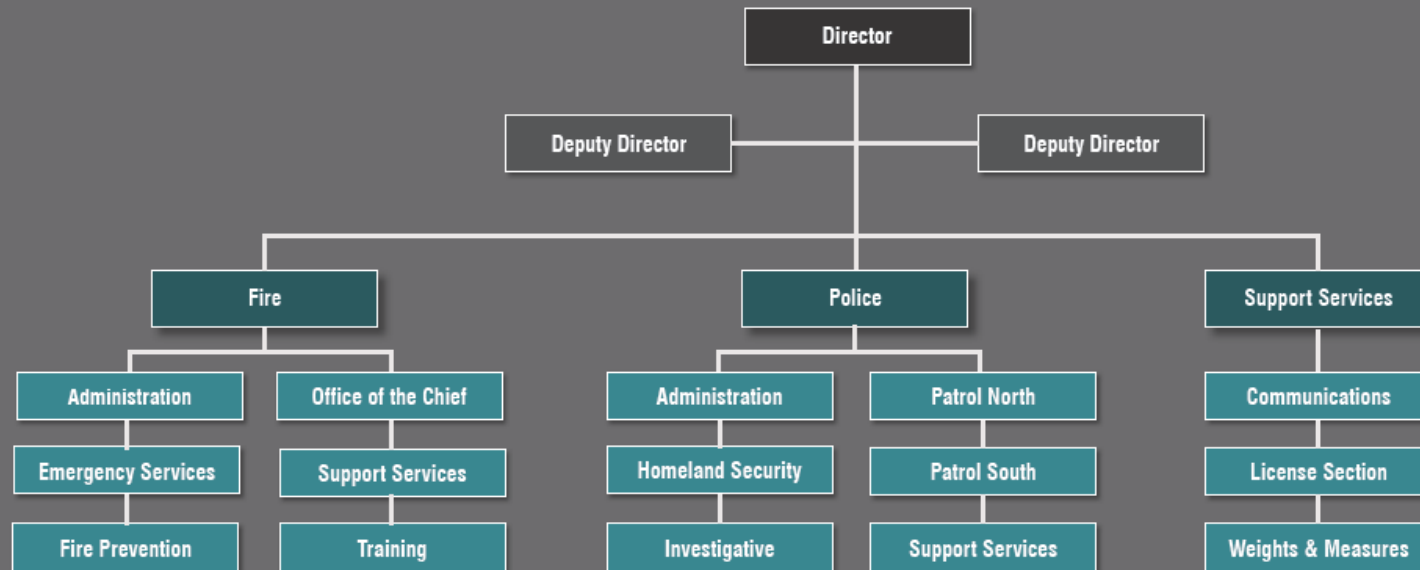 Director
Deputy Director
Deputy Director
Fire
Police
Support Services
Administration
Office of the Chief
Administration
Patrol North
Communications
Emergency Services
Support Services
Homeland Security
Patrol South
License Section
Fire Prevention
Training
Investigative
Support Services
Weights & Measures